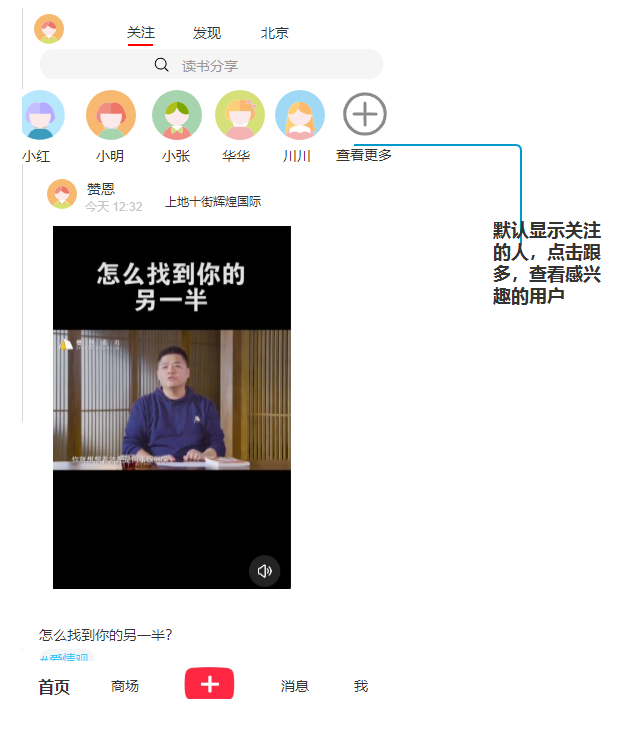 关注 发现 北京
读书分享
小红 小明 小张 华华 川川 查看更多
赞恩
今天 12:32 上地十街辉煌国际
默认显示关注
的人，点击跟
多，查看感兴
趣的用户
怎么找到你的
另一半
怎么找到你的另一半？
#爱情观
首页 商场 消息 我